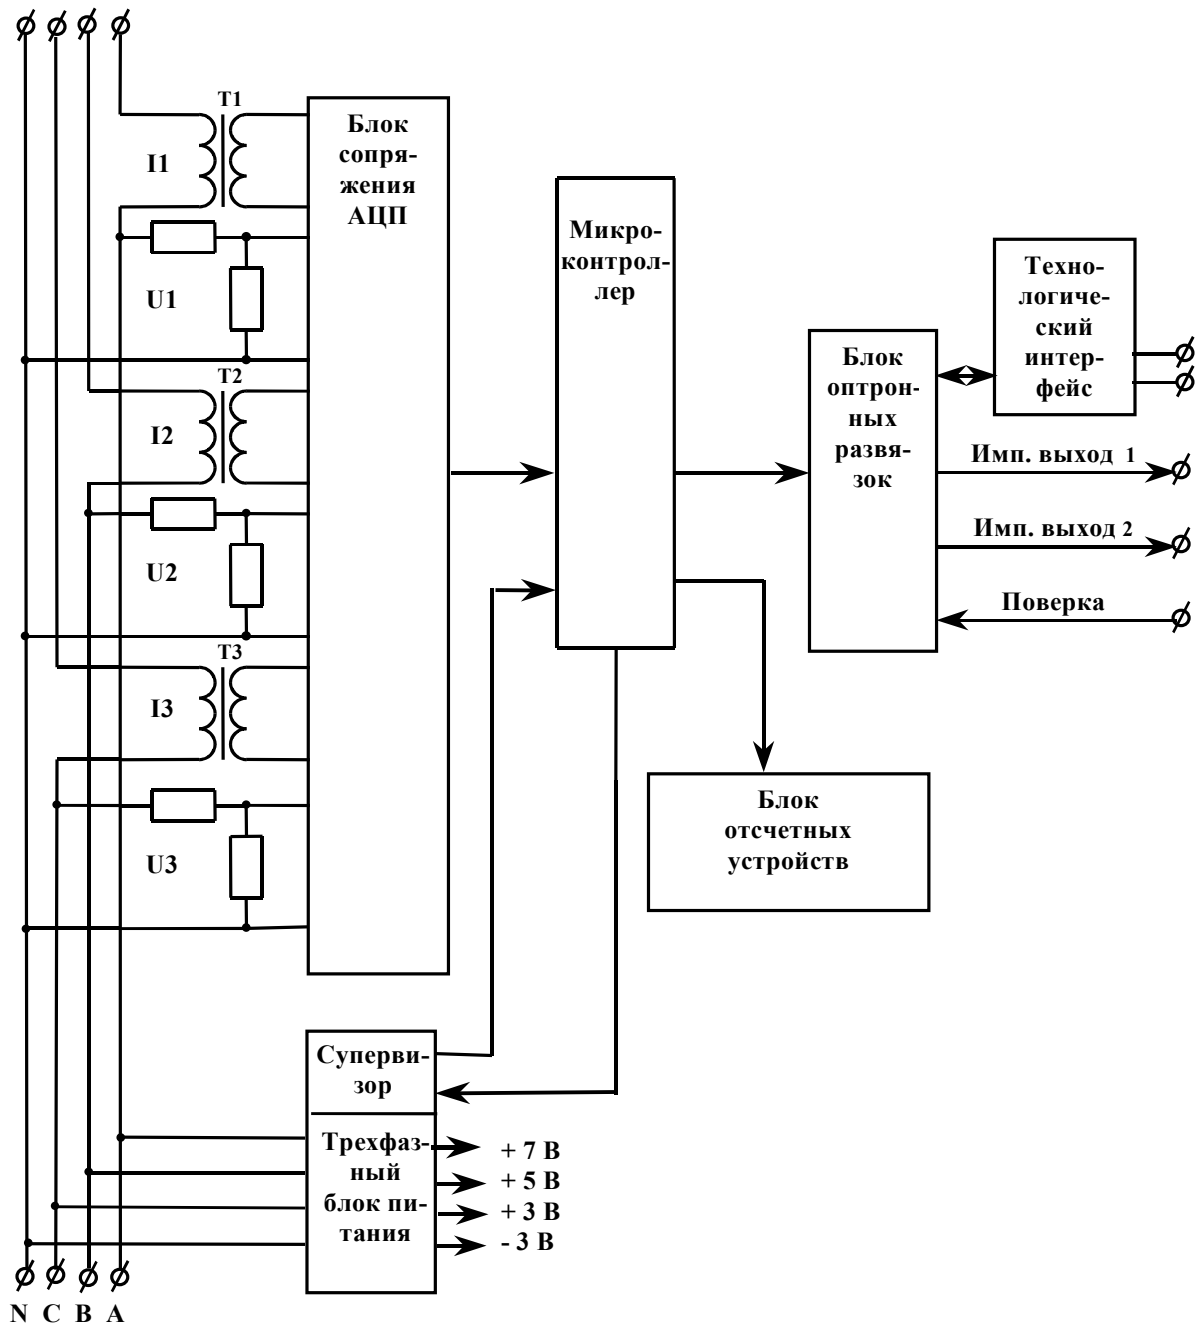 T1
I1
U1
T2
I2
U2
T3
I3
U3
Блок
сопря-
жения
АЦП
Микро-
контрол-
лер
Блок
оптрон-
ных
развя-
зок
Техно-
логиче-
ский
интер-
фейс
Имп. выход 1
Имп. выход 2
Поверка
Блок
отсчетных
устройств
Суперви-
зор
Трехфаз-
ный
блок пи-
тания
+ 7 В
+ 5 В
+ 3 В
- 3 В
N C B A